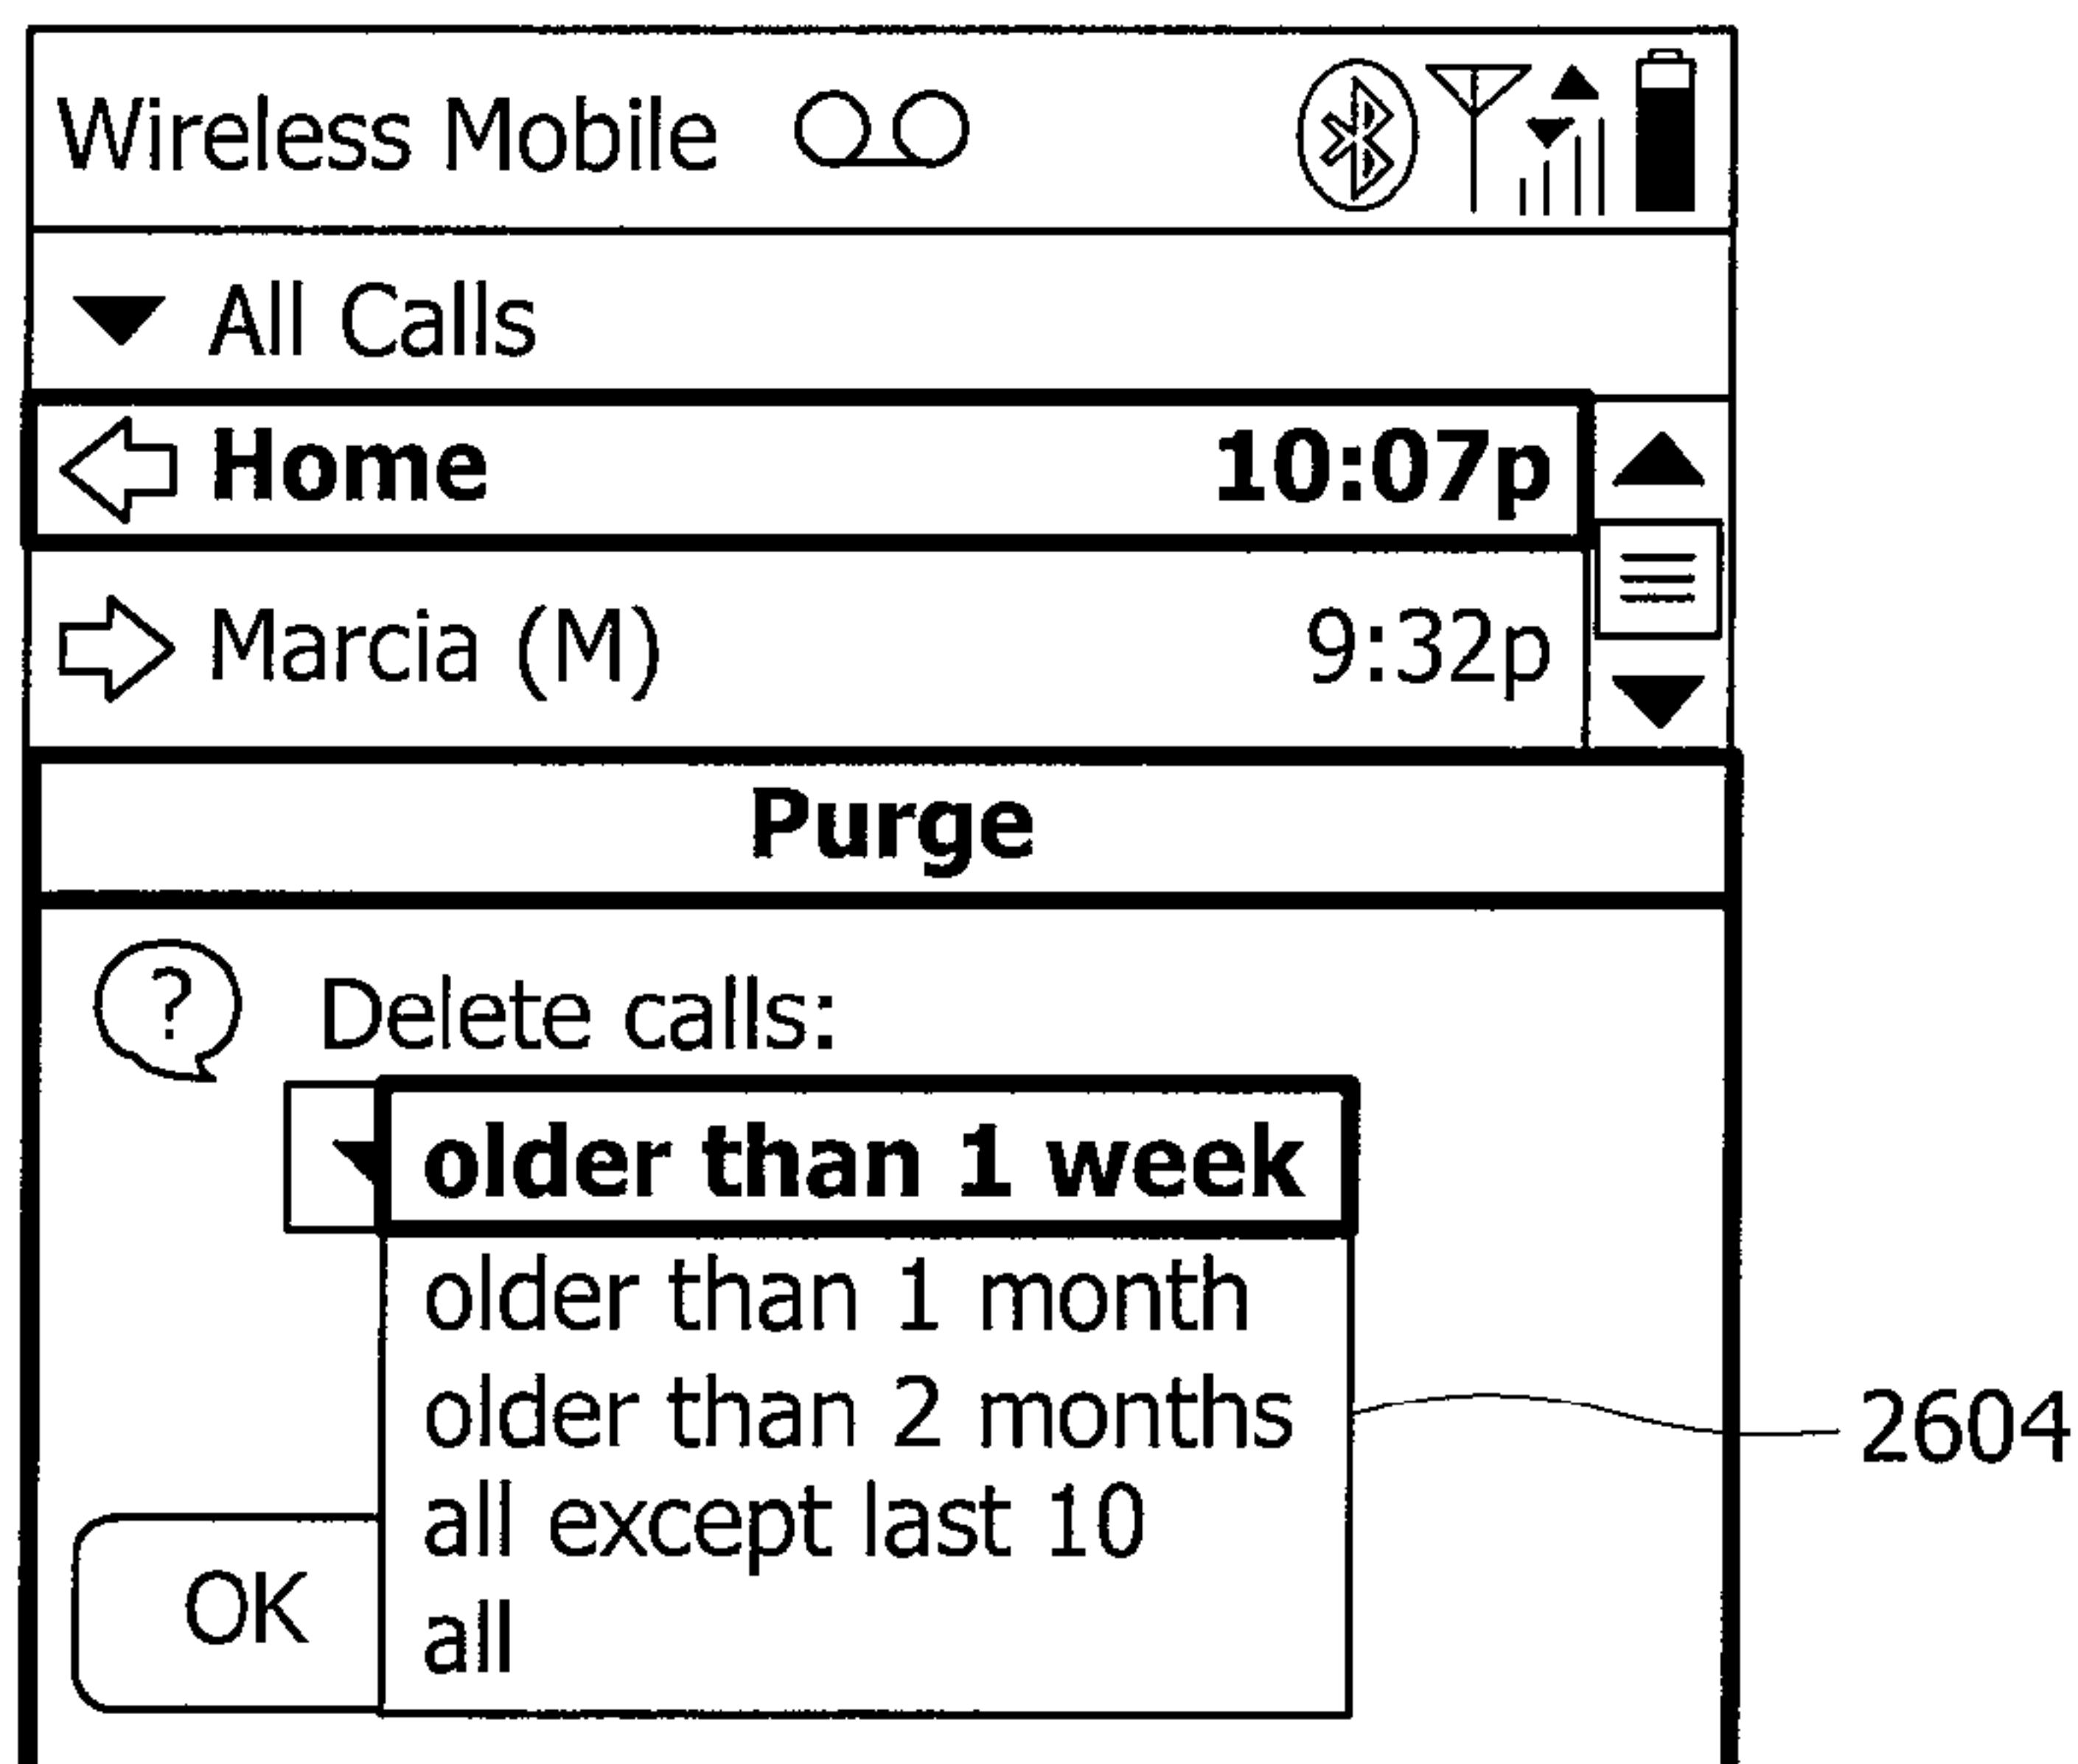 Wireless Mobile
All Calls
Home 10:07p
Marcia (M) 9:32p
Purge
? Delete calls:
older than 1 week
older than 1 month
older than 2 months
2604
all except last 10
OK
all